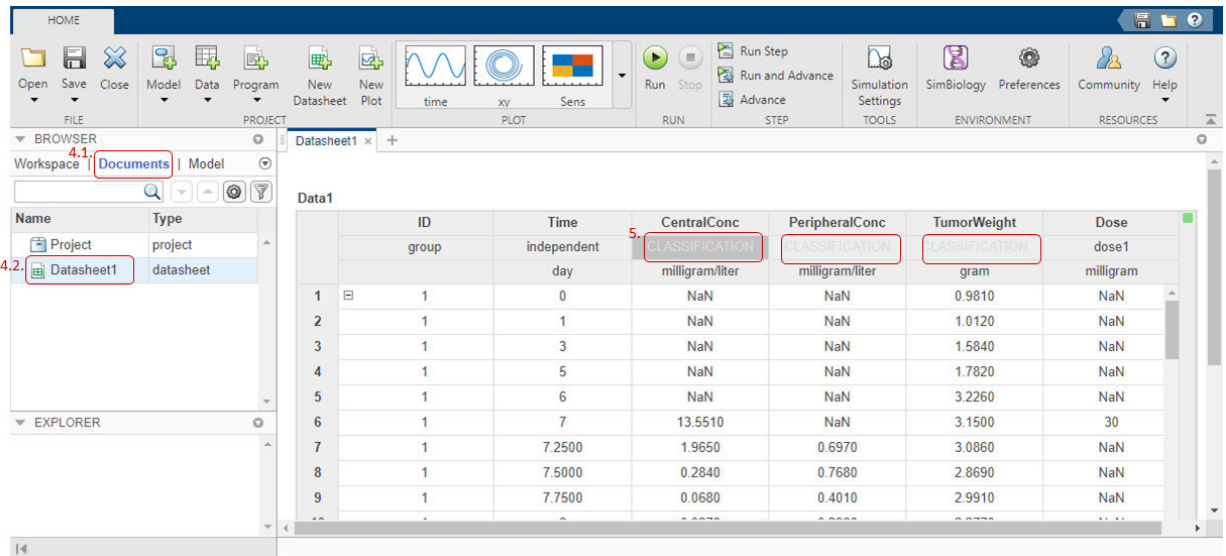 HOME
Open Save Close Model Data Program New Datasheet New Plot time xy Sens Run Stop Run Step Simulation Settings SimBiology Preferences Community Help
Run and Advance
Advance
FILE PROJECT PLOT RUN STEP TOOLS ENVIRONMENT RESOURCES
BROWSER Datasheet1 × +
4.1.
Workspace | Documents | Model
Data1
Name Type ID Time CentralConc PeripheralConc TumorWeight Dose
5.
Project project group independent CLASSIFICATION CLASSIFICATION CLASSIFICATION dose1
4.2. Datasheet1 datasheet day milligram/liter milligram/liter gram milligram
1 1 0 NaN NaN 0.9810 NaN
2 1 1 NaN NaN 1.0120 NaN
3 1 3 NaN NaN 1.5840 NaN
4 1 5 NaN NaN 1.7820 NaN
5 1 6 NaN NaN 3.2260 NaN
EXPLORER
6 1 7 13.5510 NaN 3.1500 30
7 1 7.2500 1.9650 0.6970 3.0860 NaN
8 1 7.5000 0.2840 0.7680 2.8690 NaN
9 1 7.7500 0.0680 0.4010 2.9910 NaN